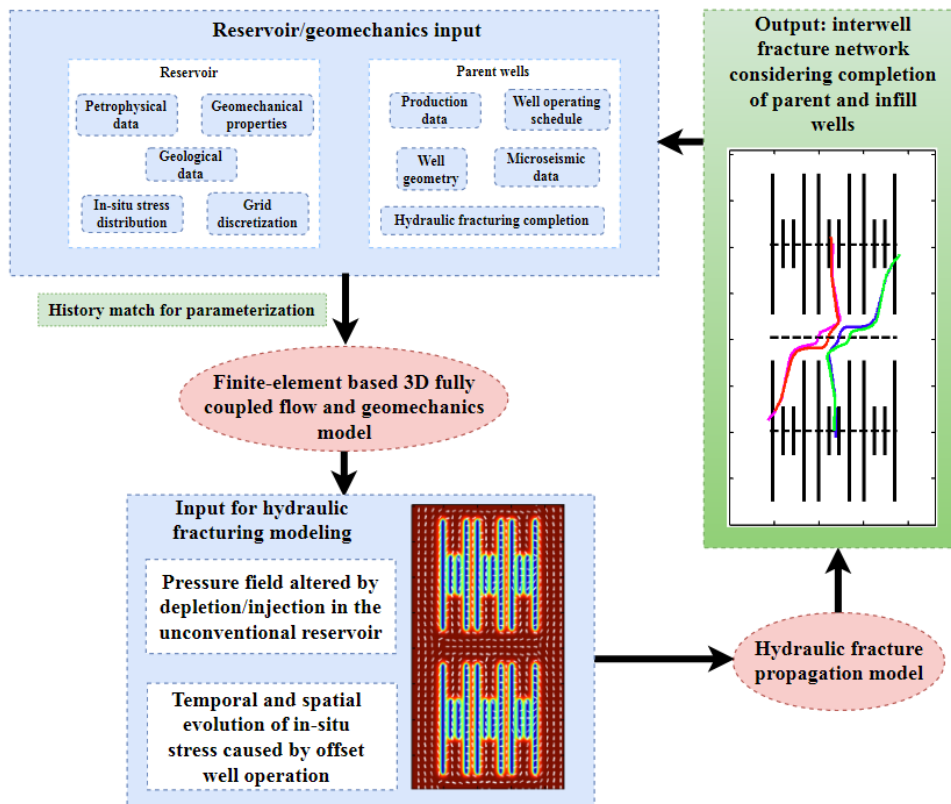 Reservoir/geomechanics input
Reservoir
Petrophysical
data
Geomechanical
properties
Geological
data
In-situ stress
distribution
Grid
discretization
Parent wells
Production
data
Well operating
schedule
Well
geometry
Microseismic
data
Hydraulic fracturing completion
History match for parameterization
Finite-element based 3D fully
coupled flow and geomechanics
model
Input for hydraulic
fracturing modeling
Pressure field altered by
depletion/injection in the
unconventional reservoir
Temporal and spatial
evolution of in-situ
stress caused by offset
well operation
Hydraulic fracture
propagation model
Output: interwell
fracture network
considering completion
of parent and infill
wells